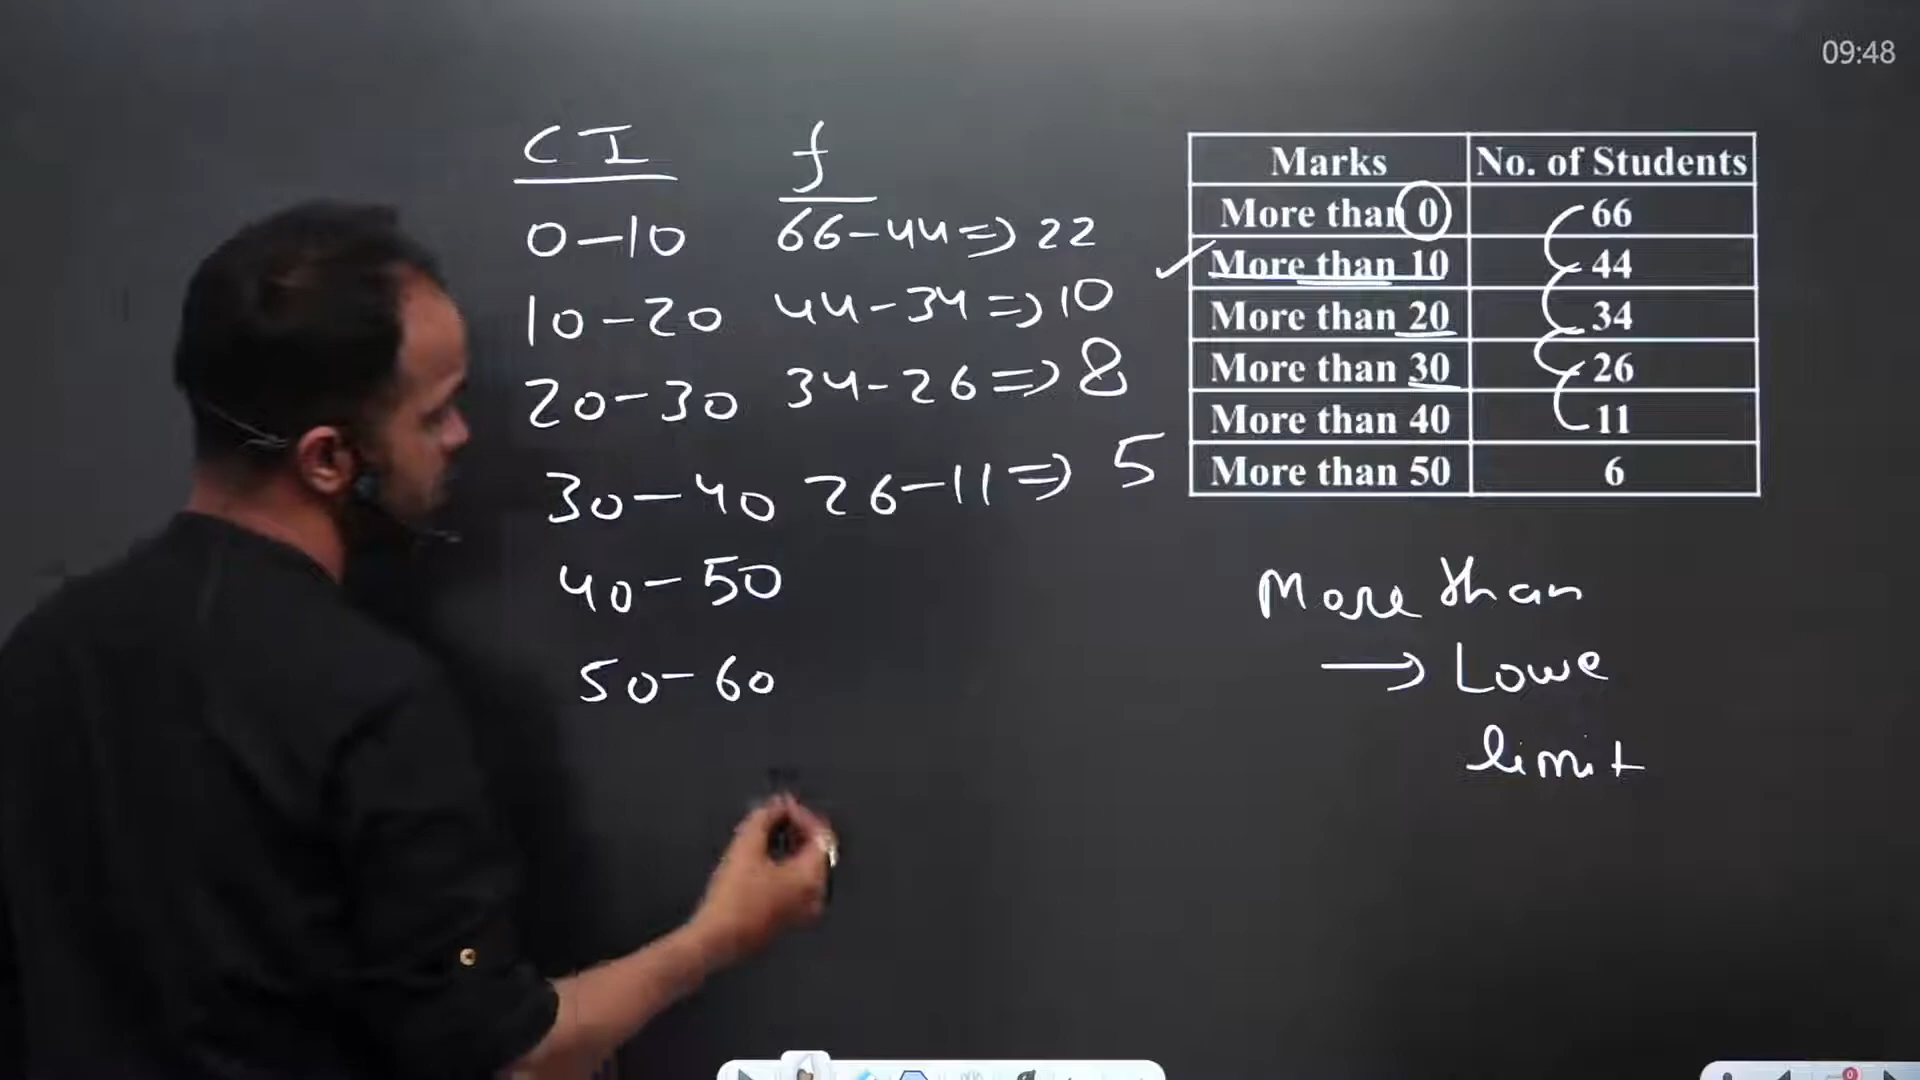 09:48
CI f
0-10 66-44=>22
10-20 44-34=>10
20-30 34-26=>8
30-40 26-11=>5
40-50
50-60
Marks No. of Students
More than 0 66
More than 10 44
More than 20 34
More than 30 26
More than 40 11
More than 50 6
More than
→ Lowe
limit